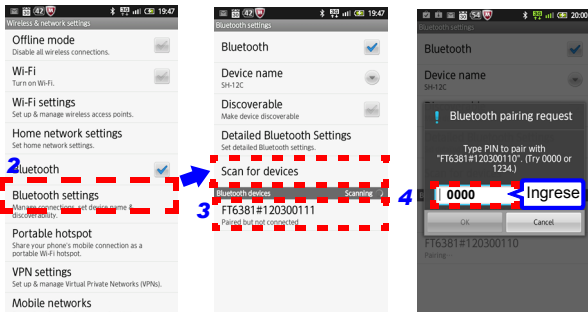 42
19:47
Wireless & network settings
Offline mode
Disable all wireless connections.
Wi-Fi
Turn on Wi-Fi.
Wi-Fi settings
Set up & manage wireless access points.
Home network settings
Set home network settings.
2
Bluetooth
Bluetooth settings
Manage connections, set device name &
discoverability.
Portable hotspot
Share your phone's mobile connection as a
portable Wi-Fi hotspot.
VPN settings
Set up & manage Virtual Private Networks (VPNs).
Mobile networks
42
19:47
Bluetooth settings
Bluetooth
Device name
SH-12C
Discoverable
Make device discoverable
Detailed Bluetooth Settings
Set detailed Bluetooth settings.
Scan for devices
Bluetooth devices Scanning
3
FT6381#120300111
Paired but not connected
54
20:00
Bluetooth settings
Bluetooth
Device name
SH-12C
Bluetooth pairing request
Type PIN to pair with
"FT6381#120300110". (Try 0000 or
1234.)
4
0000
Ingrese
OK
Cancel
FT6381#120300110
Pairing…